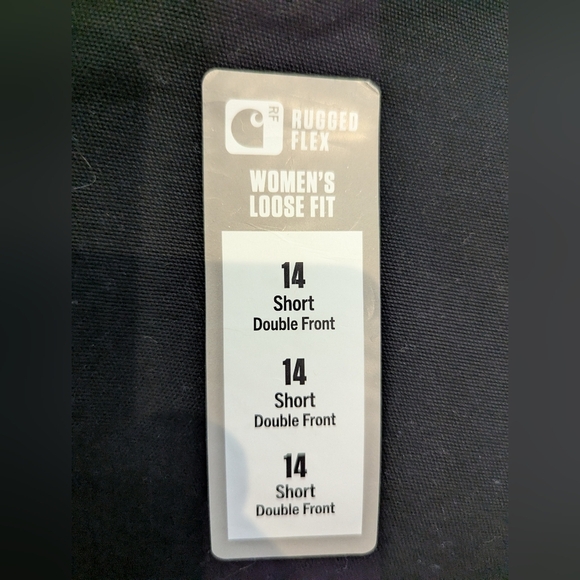 RF
RUGGED
FLEX
WOMEN'S
LOOSE FIT
14
Short
Double Front
14
Short
Double Front
14
Short
Double Front